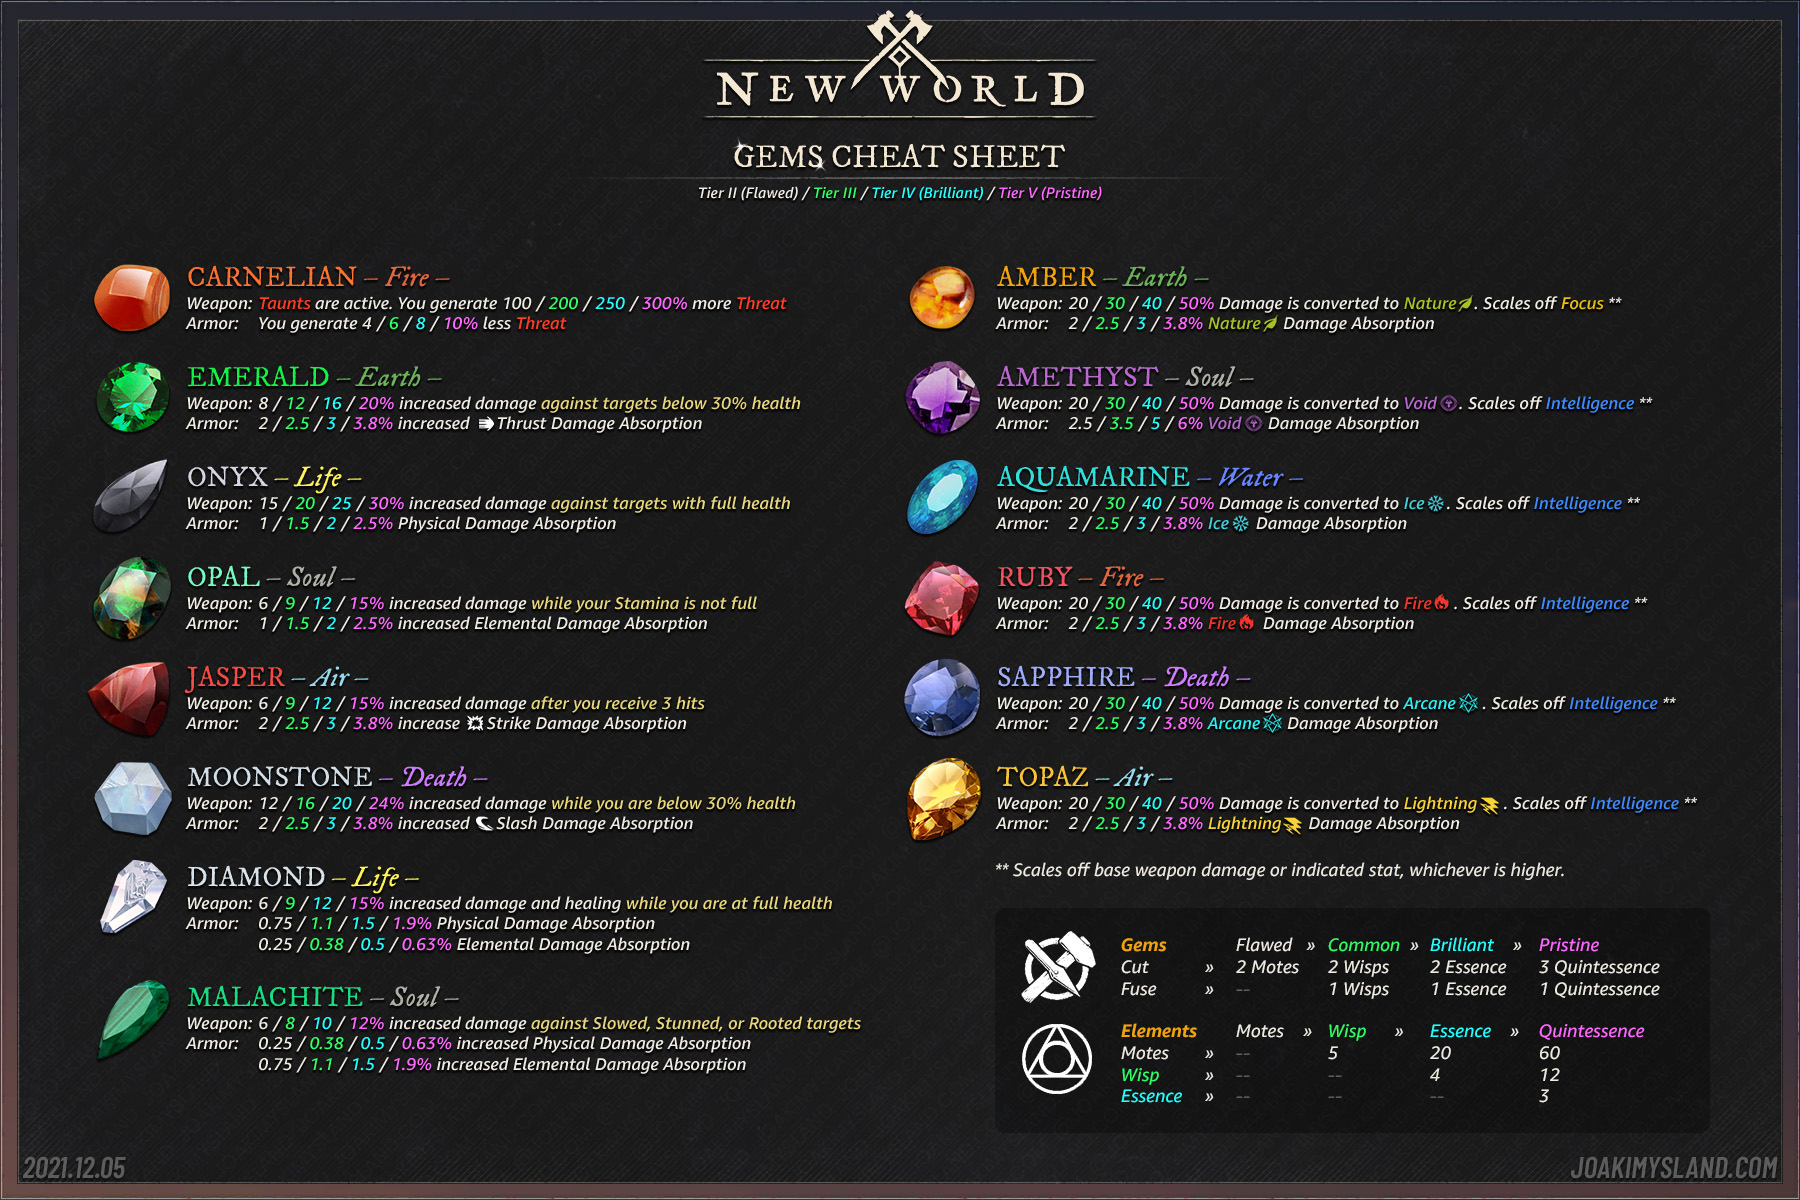 NEW WORLD
GEMS CHEAT SHEET
Tier II (Flawed) / Tier III / Tier IV (Brilliant) / Tier V (Pristine)
CARNELIAN – Fire –
Weapon: Taunts are active. You generate 100 / 200 / 250 / 300% more Threat
Armor: You generate 4 / 6 / 8 / 10% less Threat
EMERALD – Earth –
Weapon: 8 / 12 / 16 / 20% increased damage against targets below 30% health
Armor: 2 / 2.5 / 3 / 3.8% increased Thrust Damage Absorption
ONYX – Life –
Weapon: 15 / 20 / 25 / 30% increased damage against targets with full health
Armor: 1 / 1.5 / 2 / 2.5% Physical Damage Absorption
OPAL – Soul –
Weapon: 6 / 9 / 12 / 15% increased damage while your Stamina is not full
Armor: 1 / 1.5 / 2 / 2.5% increased Elemental Damage Absorption
JASPER – Air –
Weapon: 6 / 9 / 12 / 15% increased damage after you receive 3 hits
Armor: 2 / 2.5 / 3 / 3.8% increase Strike Damage Absorption
MOONSTONE – Death –
Weapon: 12 / 16 / 20 / 24% increased damage while you are below 30% health
Armor: 2 / 2.5 / 3 / 3.8% increased Slash Damage Absorption
DIAMOND – Life –
Weapon: 6 / 9 / 12 / 15% increased damage and healing while you are at full health
Armor: 0.75 / 1.1 / 1.5 / 1.9% Physical Damage Absorption
0.25 / 0.38 / 0.5 / 0.63% Elemental Damage Absorption
MALACHITE – Soul –
Weapon: 6 / 8 / 10 / 12% increased damage against Slowed, Stunned, or Rooted targets
Armor: 0.25 / 0.38 / 0.5 / 0.63% increased Physical Damage Absorption
0.75 / 1.1 / 1.5 / 1.9% increased Elemental Damage Absorption
AMBER – Earth –
Weapon: 20 / 30 / 40 / 50% Damage is converted to Nature. Scales off Focus **
Armor: 2 / 2.5 / 3 / 3.8% Nature Damage Absorption
AMETHYST – Soul –
Weapon: 20 / 30 / 40 / 50% Damage is converted to Void. Scales off Intelligence **
Armor: 2.5 / 3.5 / 5 / 6% Void Damage Absorption
AQUAMARINE – Water –
Weapon: 20 / 30 / 40 / 50% Damage is converted to Ice. Scales off Intelligence **
Armor: 2 / 2.5 / 3 / 3.8% Ice Damage Absorption
RUBY – Fire –
Weapon: 20 / 30 / 40 / 50% Damage is converted to Fire. Scales off Intelligence **
Armor: 2 / 2.5 / 3 / 3.8% Fire Damage Absorption
SAPPHIRE – Death –
Weapon: 20 / 30 / 40 / 50% Damage is converted to Arcane. Scales off Intelligence **
Armor: 2 / 2.5 / 3 / 3.8% Arcane Damage Absorption
TOPAZ – Air –
Weapon: 20 / 30 / 40 / 50% Damage is converted to Lightning. Scales off Intelligence **
Armor: 2 / 2.5 / 3 / 3.8% Lightning Damage Absorption
** Scales off base weapon damage or indicated stat, whichever is higher.
Gems Flawed » Common » Brilliant » Pristine
Cut » 2 Motes 2 Wisps 2 Essence 3 Quintessence
Fuse » -- 1 Wisps 1 Essence 1 Quintessence
Elements Motes » Wisp » Essence » Quintessence
Motes » -- 5 20 60
Wisp » -- -- 4 12
Essence » -- -- -- 3
2021.12.05
JOAKIMYSLAND.COM